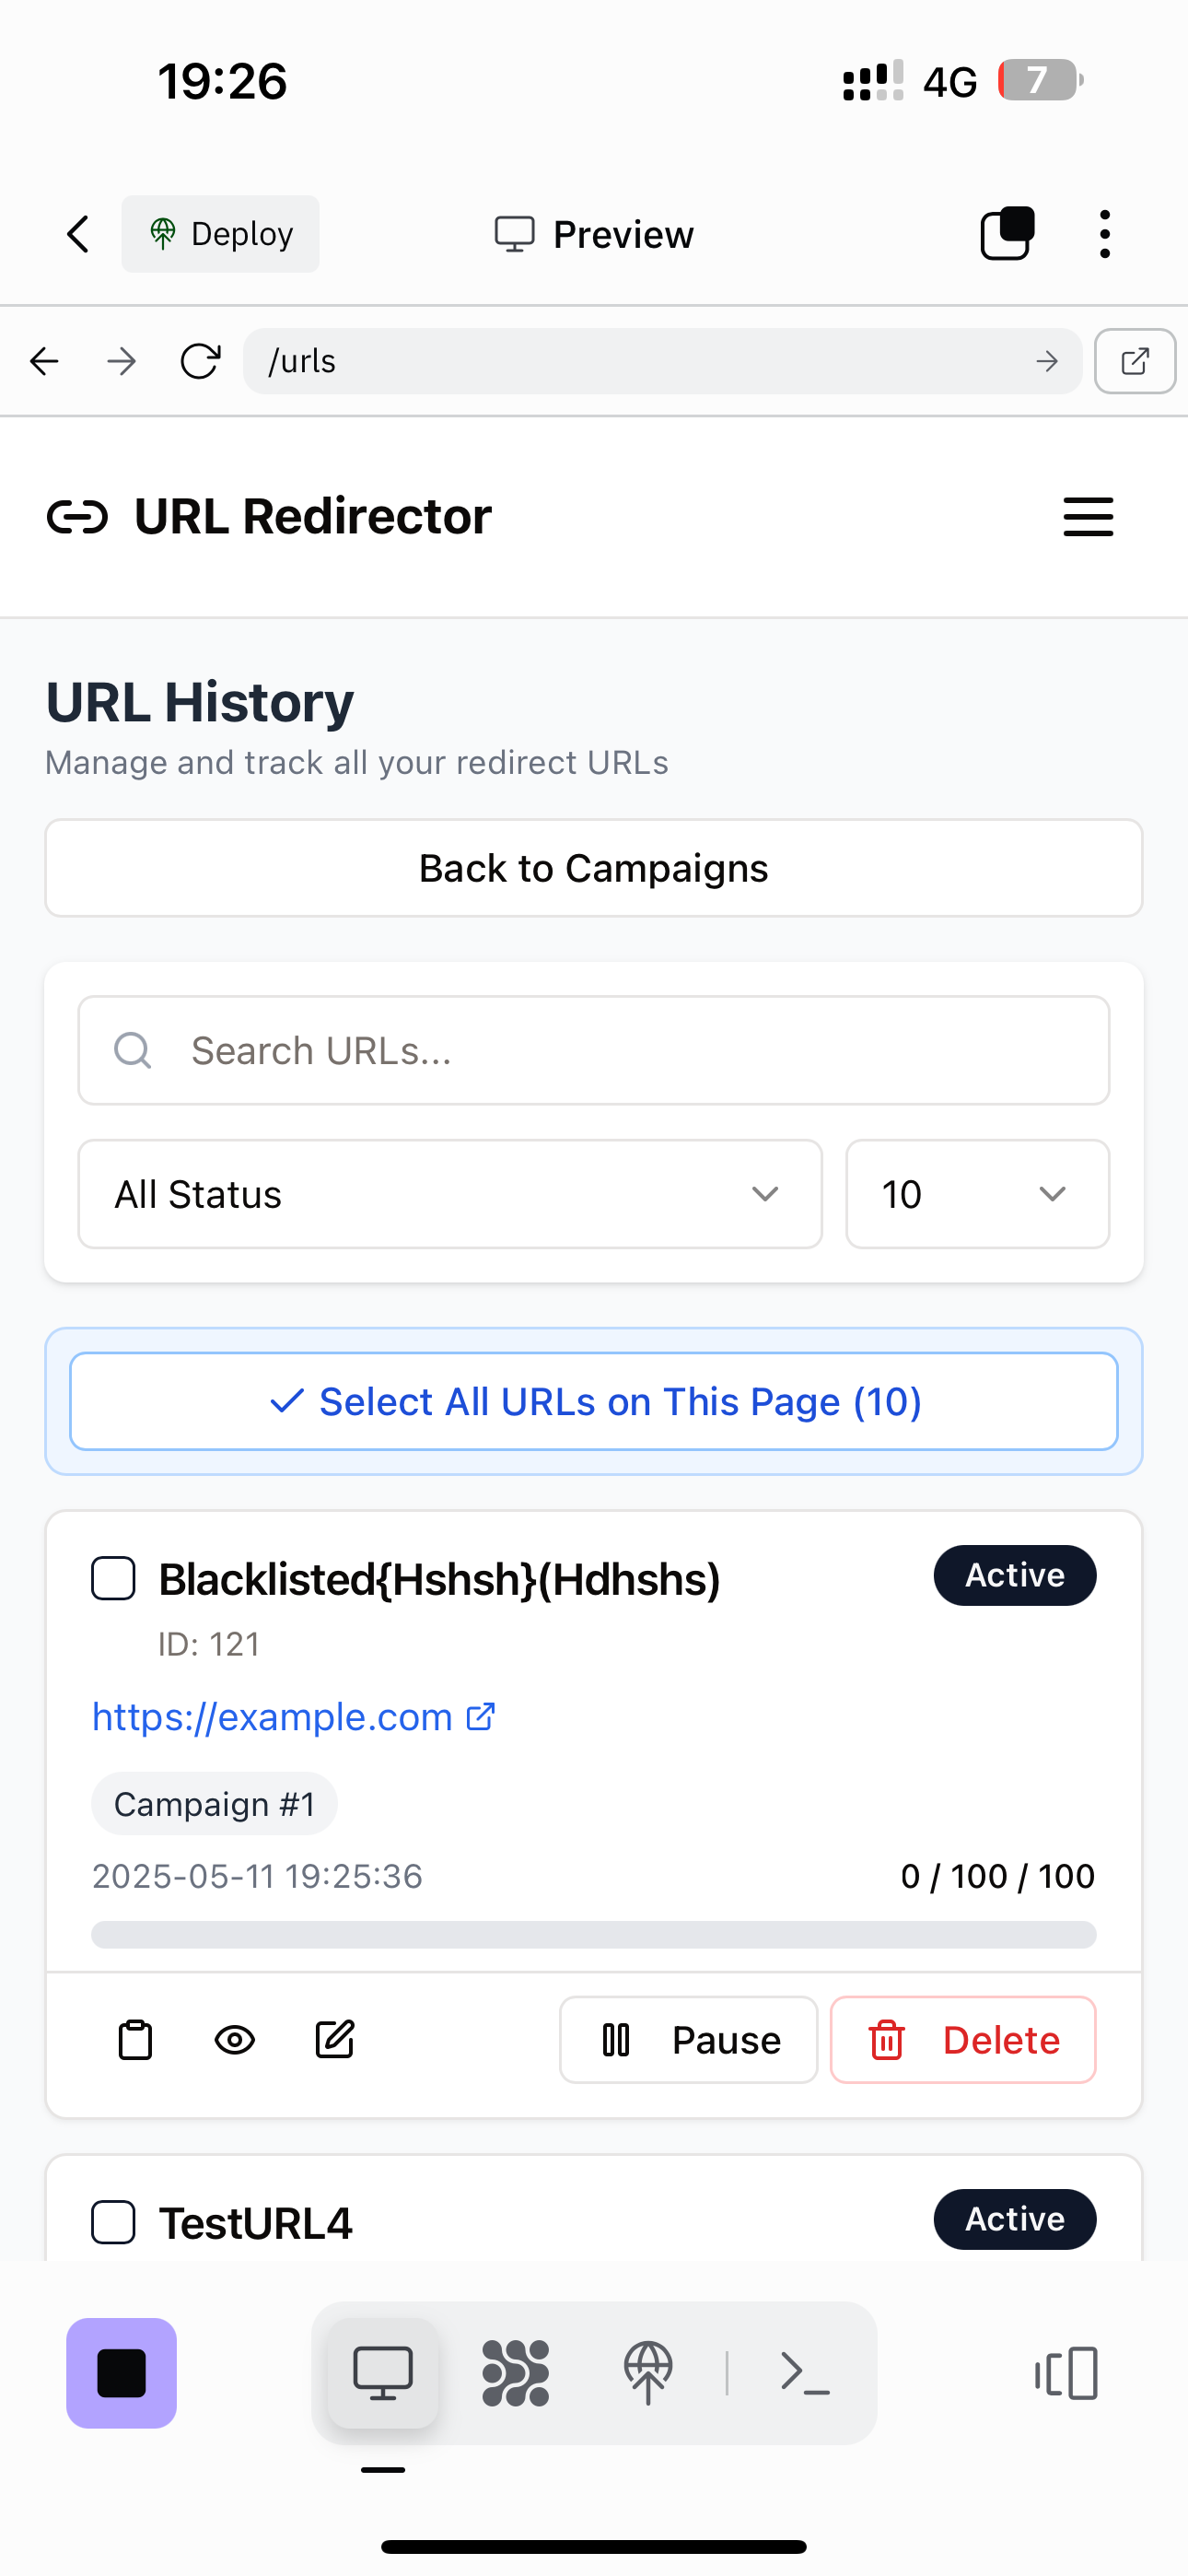 19:26
4G 7
Deploy
Preview
/urls
URL Redirector
URL History
Manage and track all your redirect URLs
Back to Campaigns
Search URLs...
All Status
10
Select All URLs on This Page (10)
Blacklisted{Hshsh}(Hdhshs)
Active
ID: 121
https://example.com
Campaign #1
2025-05-11 19:25:36
0 / 100 / 100
Pause
Delete
TestURL4
Active